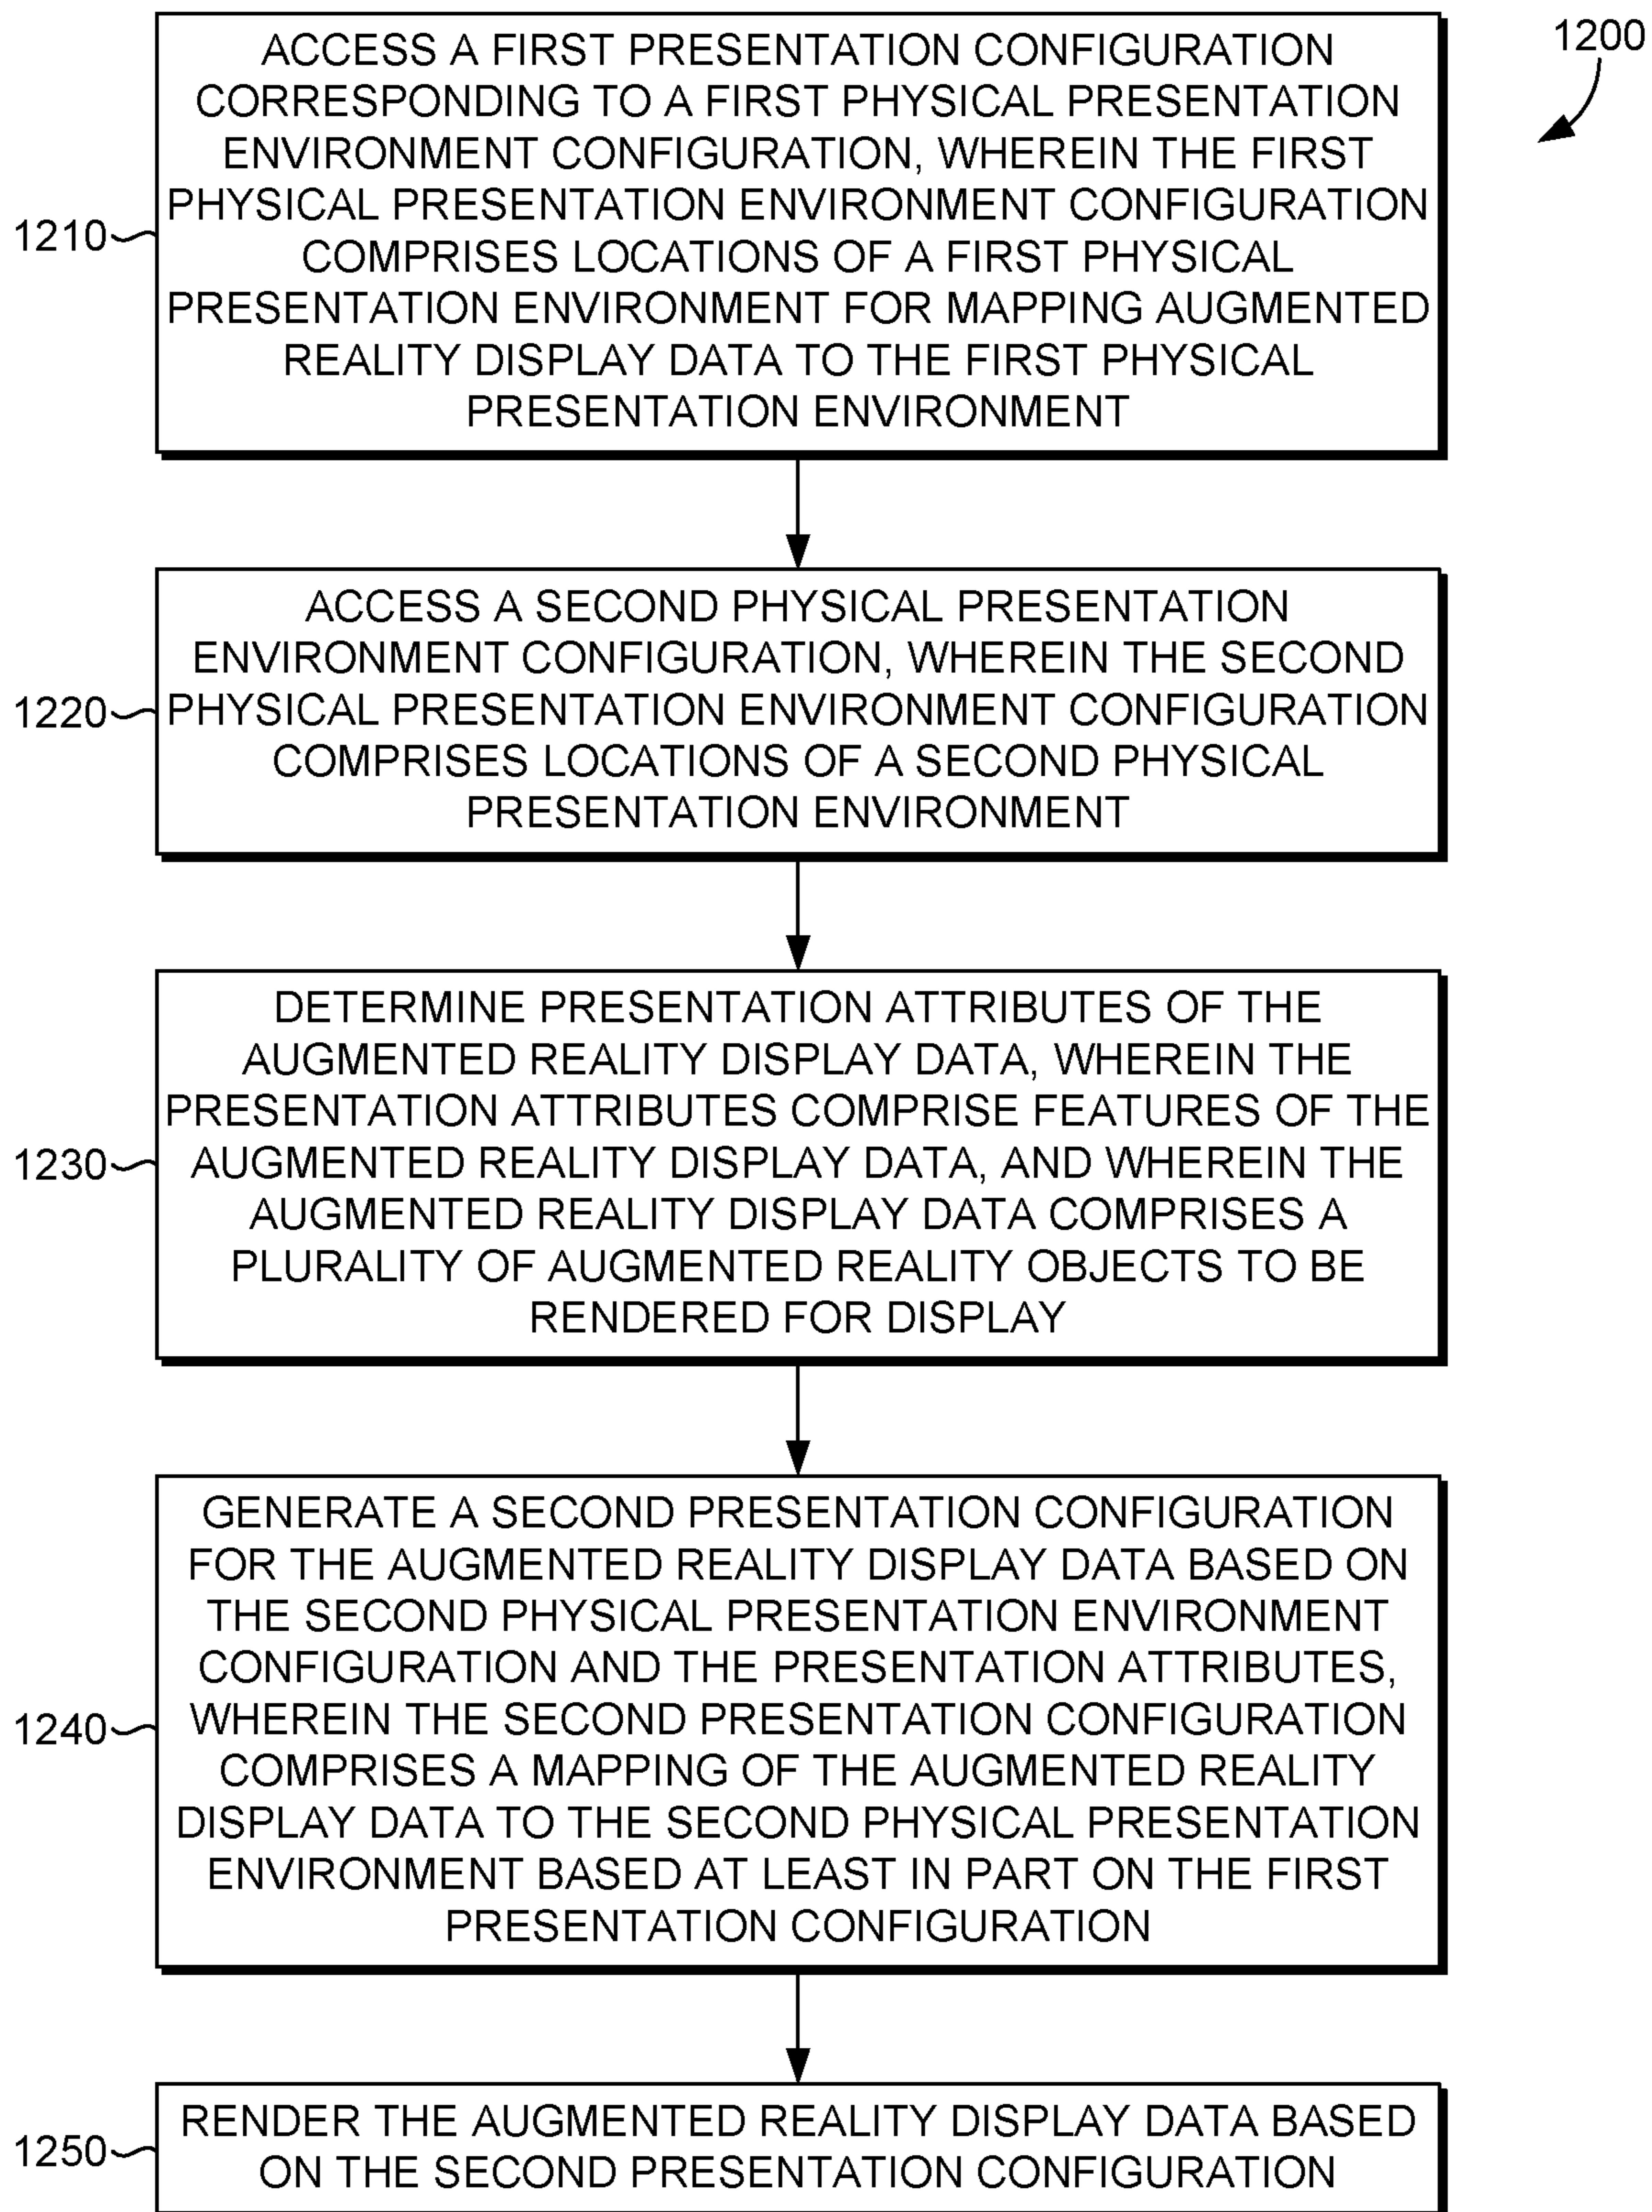 1200
ACCESS A FIRST PRESENTATION CONFIGURATION
CORRESPONDING TO A FIRST PHYSICAL PRESENTATION
ENVIRONMENT CONFIGURATION, WHEREIN THE FIRST
PHYSICAL PRESENTATION ENVIRONMENT CONFIGURATION
COMPRISES LOCATIONS OF A FIRST PHYSICAL
PRESENTATION ENVIRONMENT FOR MAPPING AUGMENTED
REALITY DISPLAY DATA TO THE FIRST PHYSICAL
PRESENTATION ENVIRONMENT
1210
ACCESS A SECOND PHYSICAL PRESENTATION
ENVIRONMENT CONFIGURATION, WHEREIN THE SECOND
PHYSICAL PRESENTATION ENVIRONMENT CONFIGURATION
COMPRISES LOCATIONS OF A SECOND PHYSICAL
PRESENTATION ENVIRONMENT
1220
DETERMINE PRESENTATION ATTRIBUTES OF THE
AUGMENTED REALITY DISPLAY DATA, WHEREIN THE
PRESENTATION ATTRIBUTES COMPRISE FEATURES OF THE
AUGMENTED REALITY DISPLAY DATA, AND WHEREIN THE
AUGMENTED REALITY DISPLAY DATA COMPRISES A
PLURALITY OF AUGMENTED REALITY OBJECTS TO BE
RENDERED FOR DISPLAY
1230
GENERATE A SECOND PRESENTATION CONFIGURATION
FOR THE AUGMENTED REALITY DISPLAY DATA BASED ON
THE SECOND PHYSICAL PRESENTATION ENVIRONMENT
CONFIGURATION AND THE PRESENTATION ATTRIBUTES,
WHEREIN THE SECOND PRESENTATION CONFIGURATION
COMPRISES A MAPPING OF THE AUGMENTED REALITY
DISPLAY DATA TO THE SECOND PHYSICAL PRESENTATION
ENVIRONMENT BASED AT LEAST IN PART ON THE FIRST
PRESENTATION CONFIGURATION
1240
RENDER THE AUGMENTED REALITY DISPLAY DATA BASED
ON THE SECOND PRESENTATION CONFIGURATION
1250